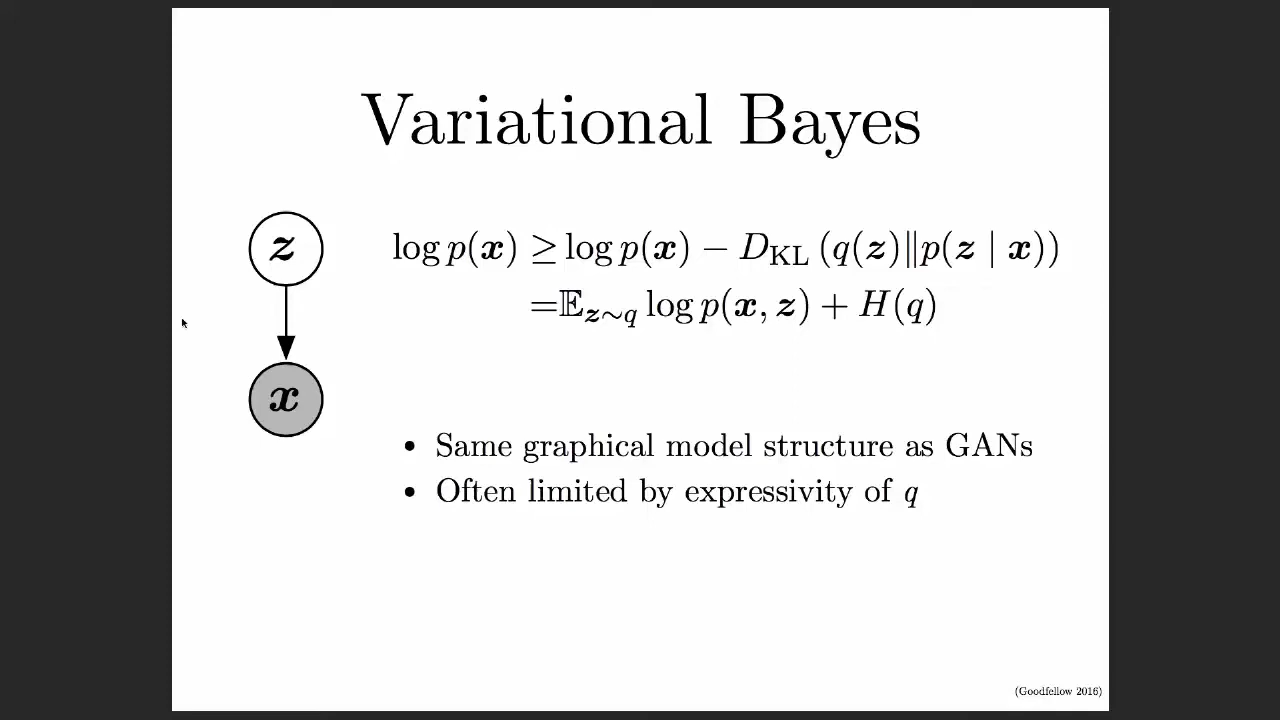 Variational Bayes
z
log p(x) ≥ log p(x) − D_KL (q(z)‖p(z | x))
=𝔼_z∼q log p(x, z) + H(q)
x
• Same graphical model structure as GANs
• Often limited by expressivity of q
(Goodfellow 2016)